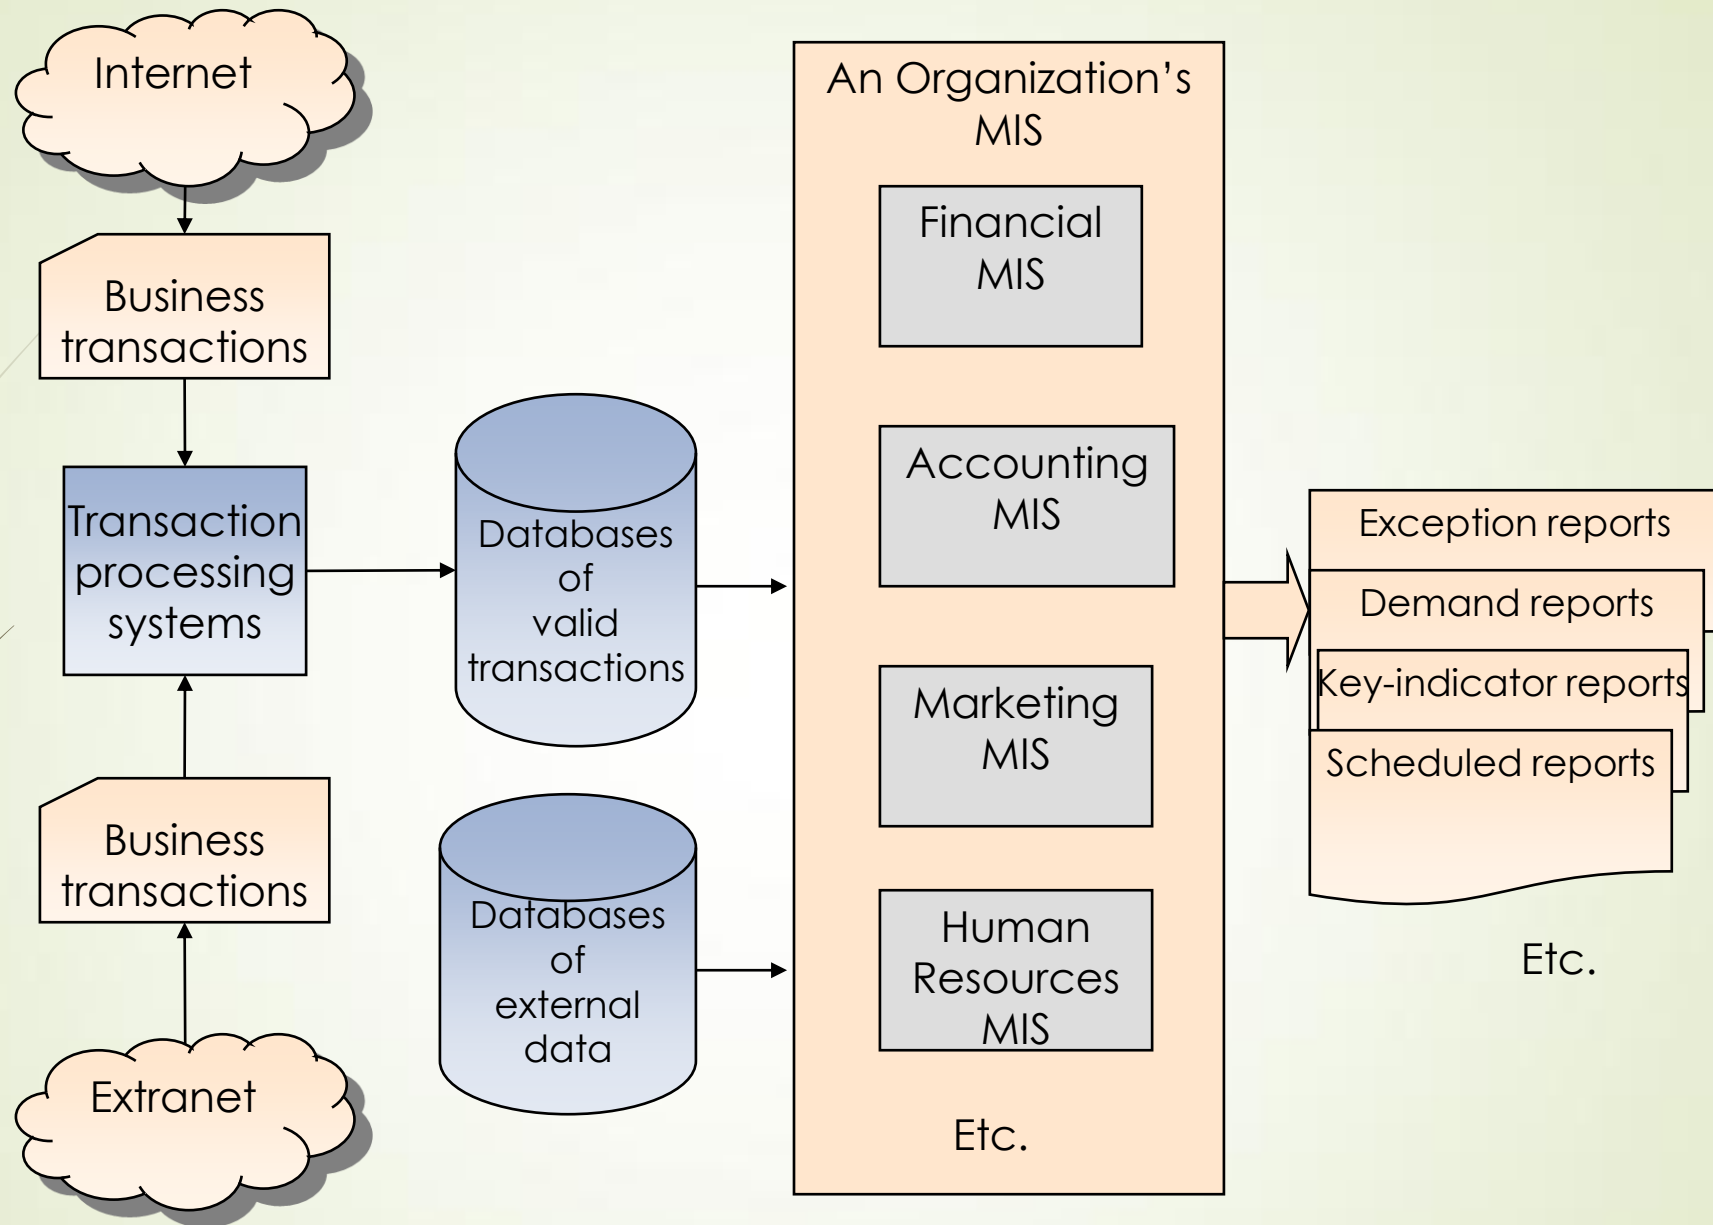 Internet
Business
transactions
Transaction
processing
systems
Business
transactions
Extranet
Databases
of
valid
transactions
Databases
of
external
data
An Organization’s
MIS
Financial
MIS
Accounting
MIS
Marketing
MIS
Human
Resources
MIS
Etc.
Exception reports
Demand reports
Key-indicator reports
Scheduled reports
Etc.